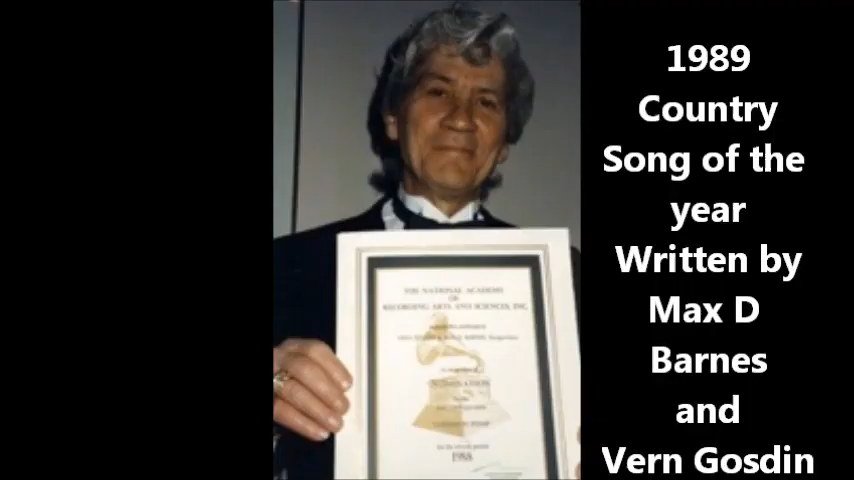 1989
Country
Song of the
year
Written by
Max D
Barnes
and
Vern Gosdin
THE NATIONAL ACADEMY
OF
RECORDING ARTS AND SCIENCES, INC.
NOMINATION
1988